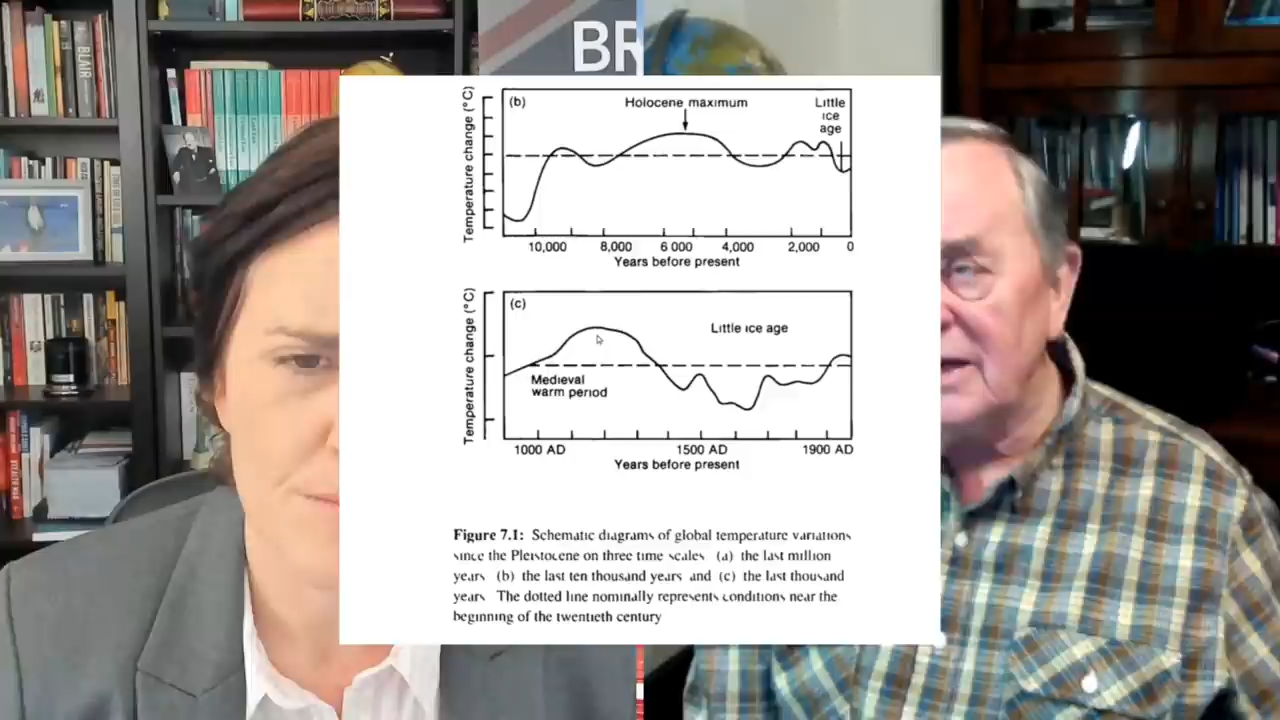 BLAIR
BR
(b)
Holocene maximum
Little
ice
age
Temperature change (°C)
10,000 8,000 6 000 4,000 2,000 0
Years before present
(c)
Little ice age
Medieval
warm period
Temperature change (°C)
1000 AD 1500 AD 1900 AD
Years before present
Figure 7.1: Schematic diagrams of global temperature variations
since the Pleistocene on three time scales (a) the last million
years (b) the last ten thousand years and (c) the last thousand
years The dotted line nominally represents conditions near the
beginning of the twentieth century